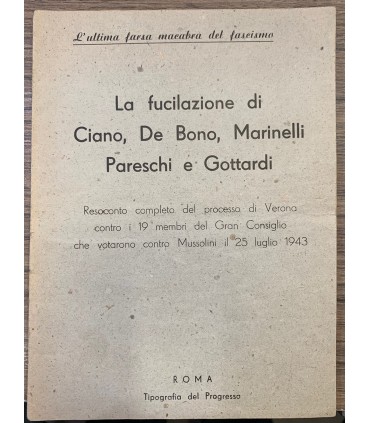 L'ultima farsa macabra del fascismo
La fucilazione di
Ciano, De Bono, Marinelli
Pareschi e Gottardi
Resoconto completo del processo di Verona
contro i 19 membri del Gran Consiglio
che votarono contro Mussolini il 25 luglio 1943
ROMA
Tipografia del Progresso